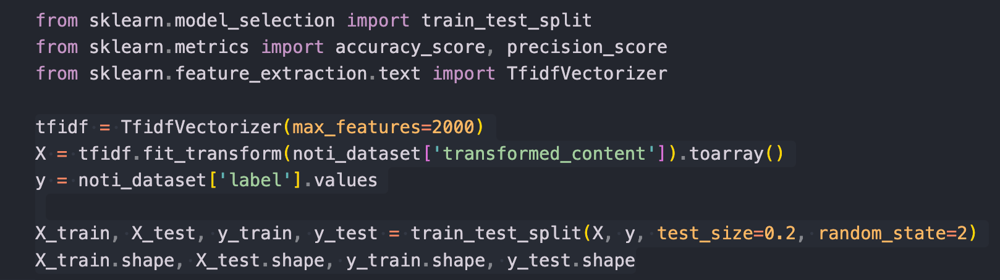 from sklearn.model_selection import train_test_split
from sklearn.metrics import accuracy_score, precision_score
from sklearn.feature_extraction.text import TfidfVectorizer
tfidf = TfidfVectorizer(max_features=2000)
X = tfidf.fit_transform(noti_dataset['transformed_content']).toarray()
y = noti_dataset['label'].values
X_train, X_test, y_train, y_test = train_test_split(X, y, test_size=0.2, random_state=2)
X_train.shape, X_test.shape, y_train.shape, y_test.shape